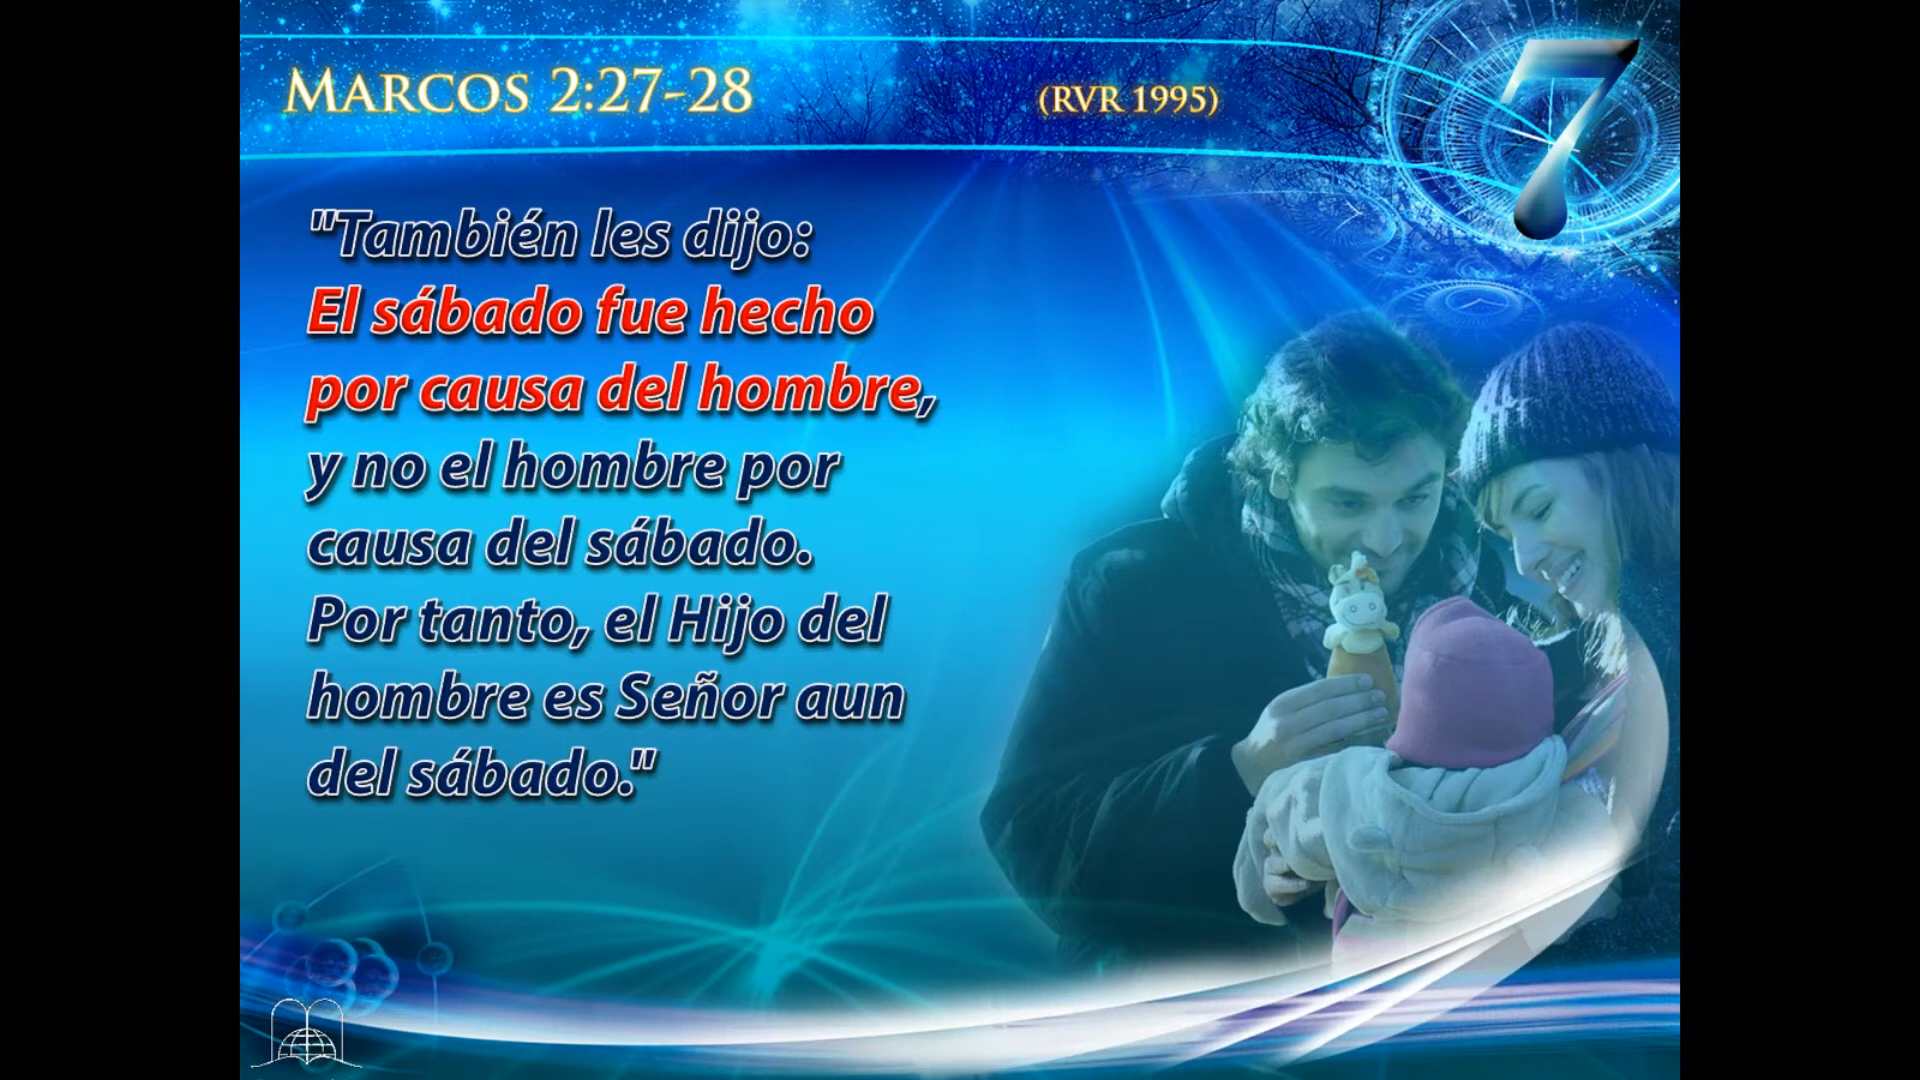 MARCOS 2:27-28
(RVR 1995)
7
"También les dijo:
El sábado fue hecho
por causa del hombre,
y no el hombre por
causa del sábado.
Por tanto, el Hijo del
hombre es Señor aun
del sábado."